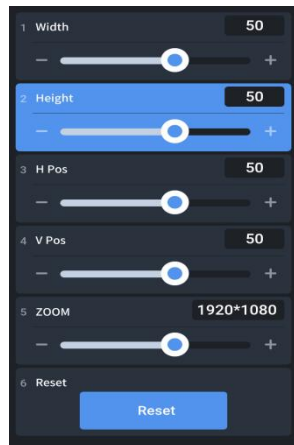 1 Width 50
− +
2 Height 50
− +
3 H Pos 50
− +
4 V Pos 50
− +
5 ZOOM 1920*1080
− +
6 Reset
Reset